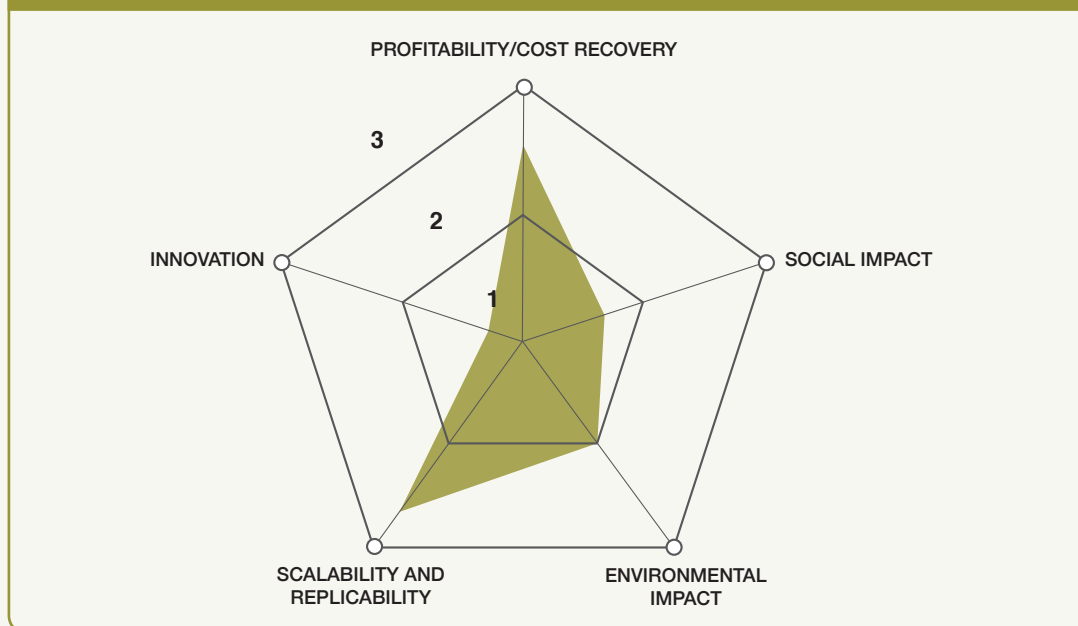 PROFITABILITY/COST RECOVERY
3
2
INNOVATION
SOCIAL IMPACT
1
SCALABILITY AND
REPLICABILITY
ENVIRONMENTAL
IMPACT